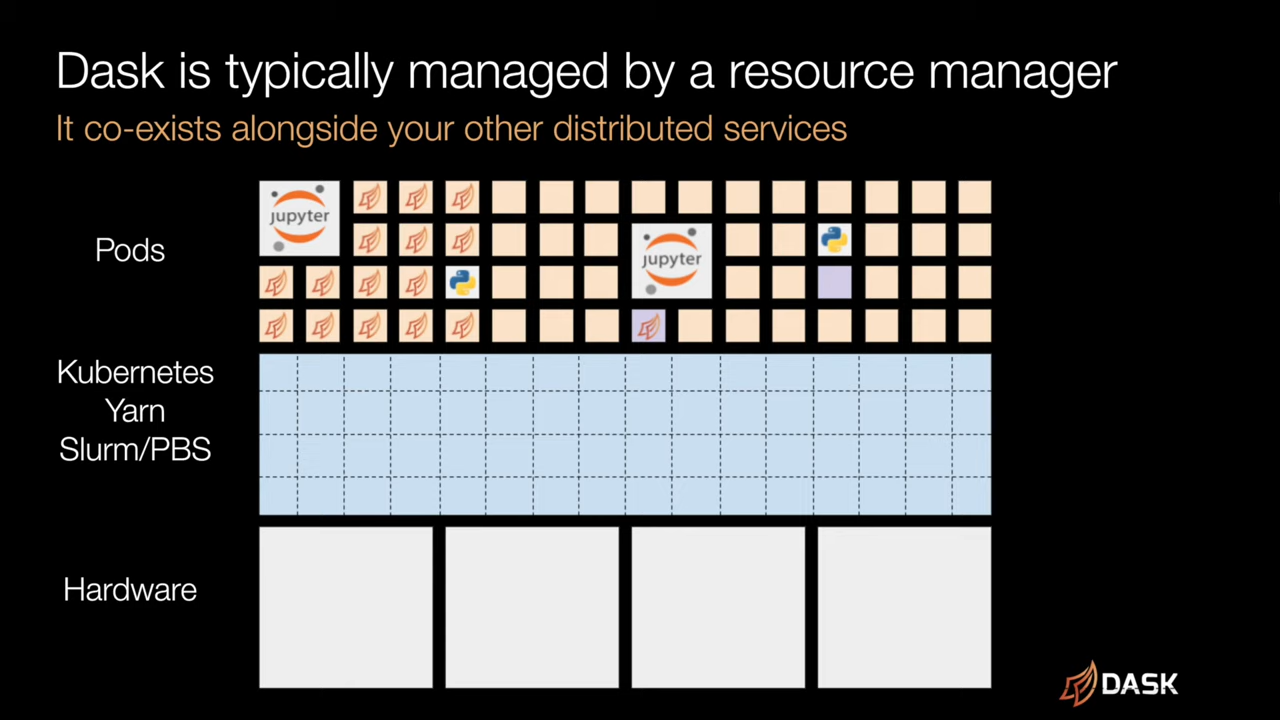 Dask is typically managed by a resource manager
It co-exists alongside your other distributed services
jupyter
Pods
jupyter
Kubernetes
Yarn
Slurm/PBS
Hardware
DASK